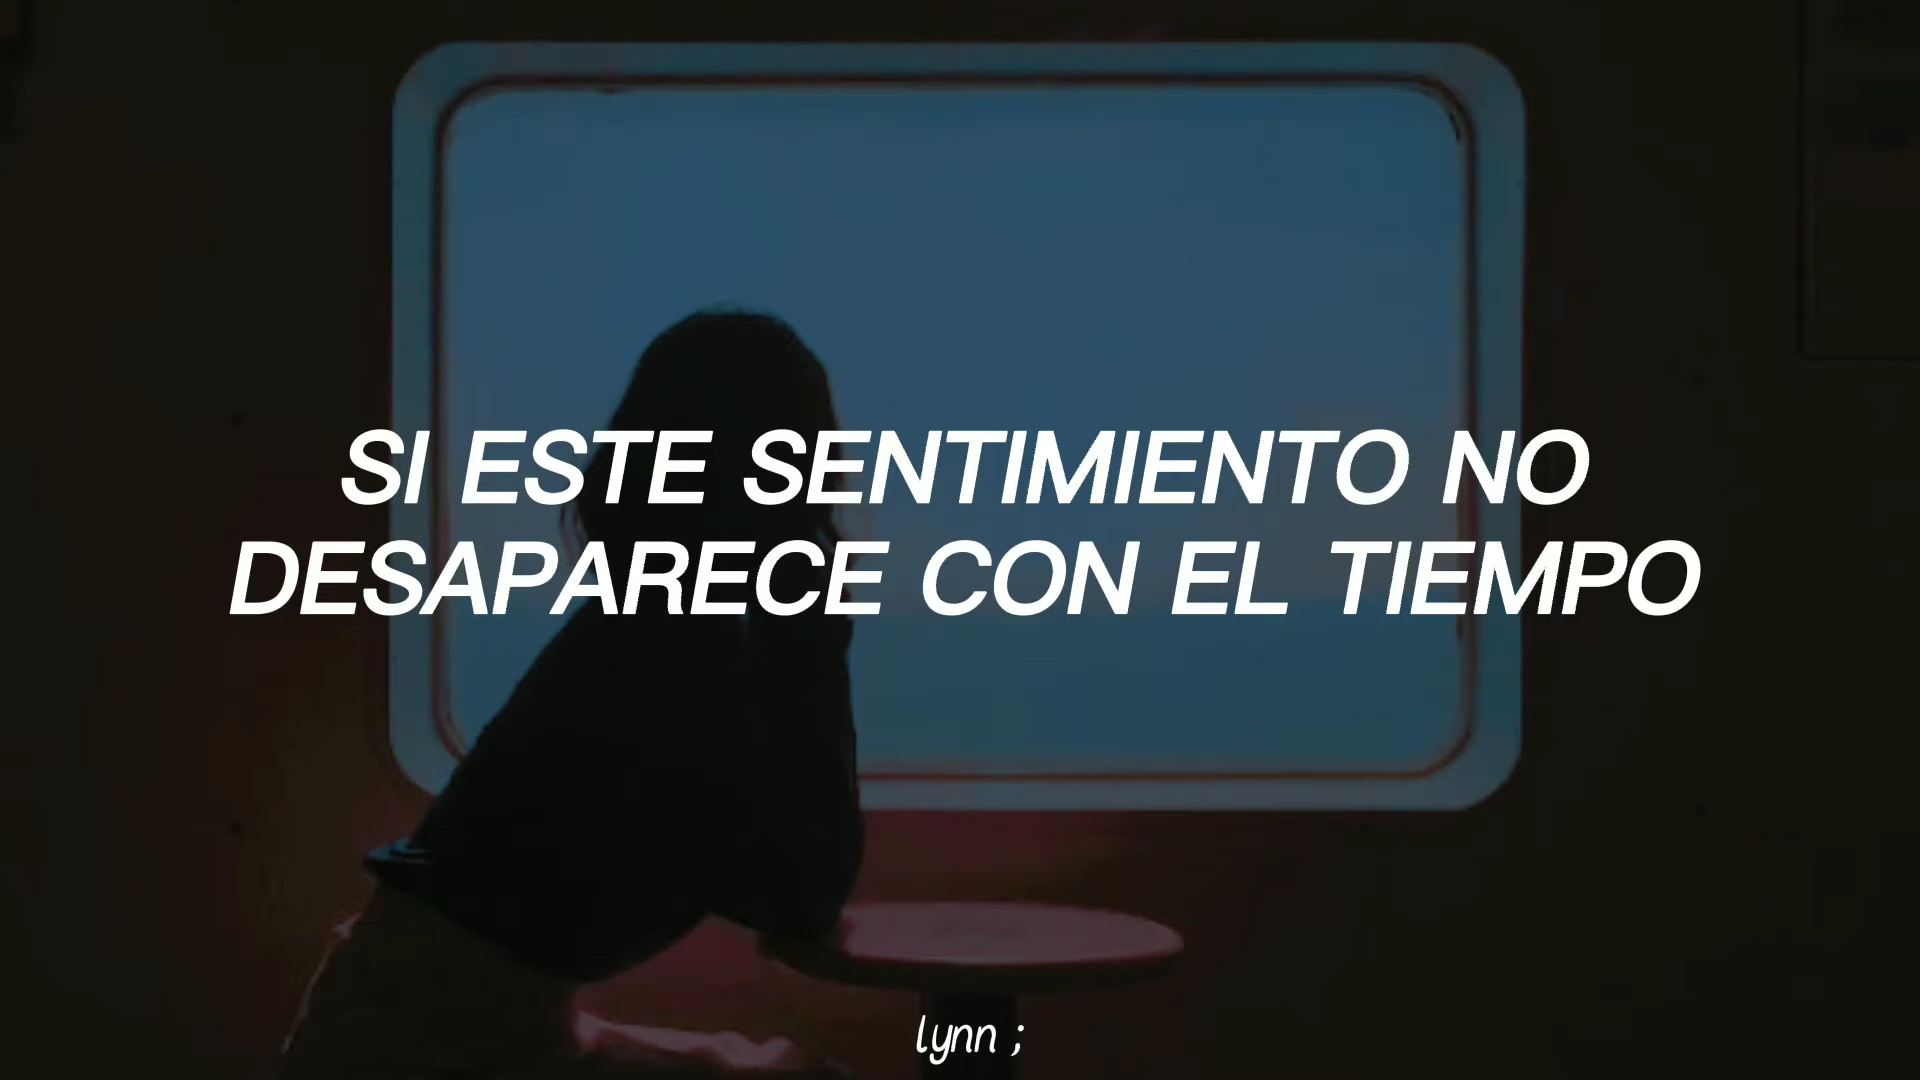 SI ESTE SENTIMIENTO NO
DESAPARECE CON EL TIEMPO
lynn ;